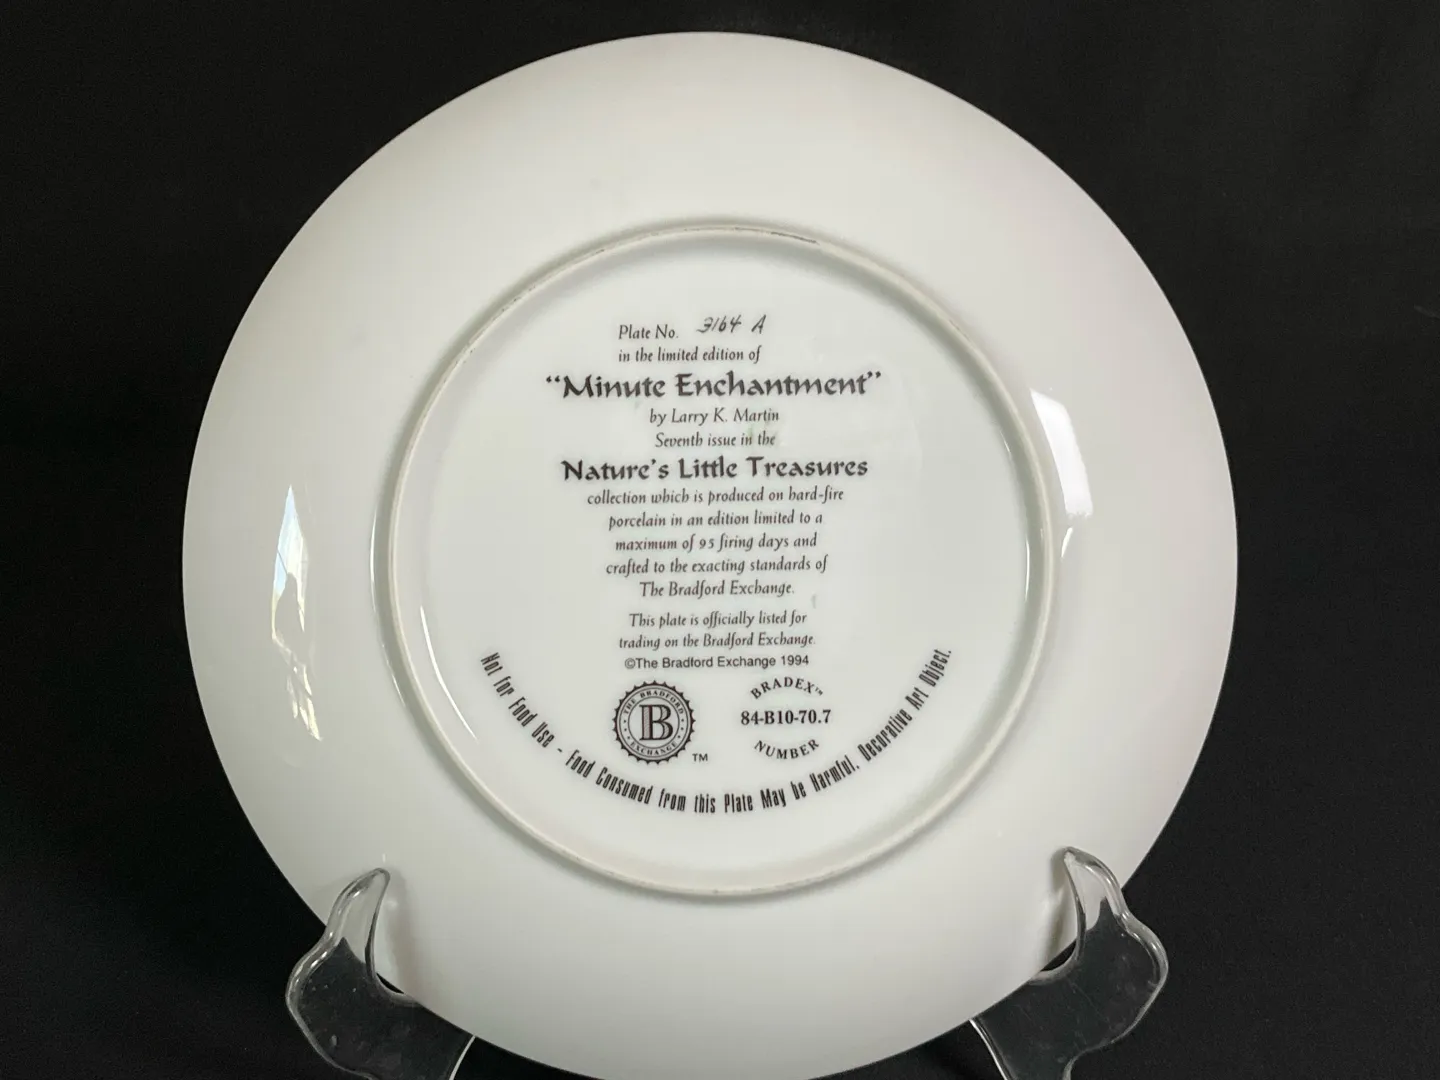 Plate No. 3164 A
in the limited edition of
“Minute Enchantment”
by Larry K. Martin
Seventh issue in the
Nature's Little Treasures
collection which is produced on hard-fire
porcelain in an edition limited to a
maximum of 95 firing days and
crafted to the exacting standards of
The Bradford Exchange.
This plate is officially listed for
trading on the Bradford Exchange.
©The Bradford Exchange 1994
THE BRADFORD
B
EXCHANGE
TM
BRADEX™
84-B10-70.7
NUMBER
Not for Food Use - Food Consumed from this Plate May be Harmful. Decorative Art Object.